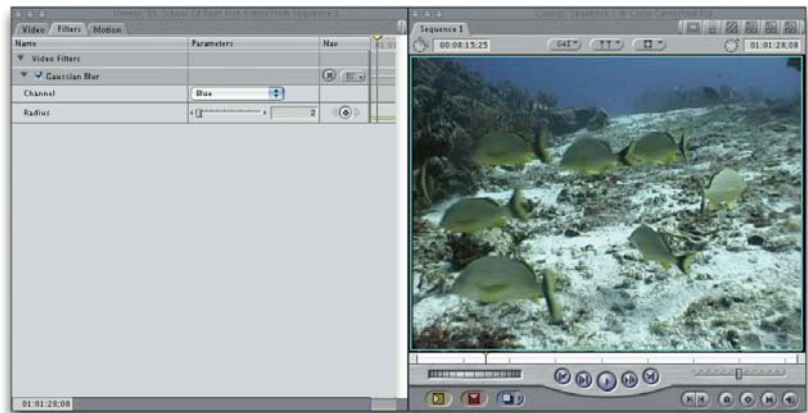 Video Filters Motion
Name Parameters Nav
Video Filters
Gaussian Blur
Channel Blue
Radius 2
01:01:28;08
Sequence 1
00:08:15;25
01:01:28;08